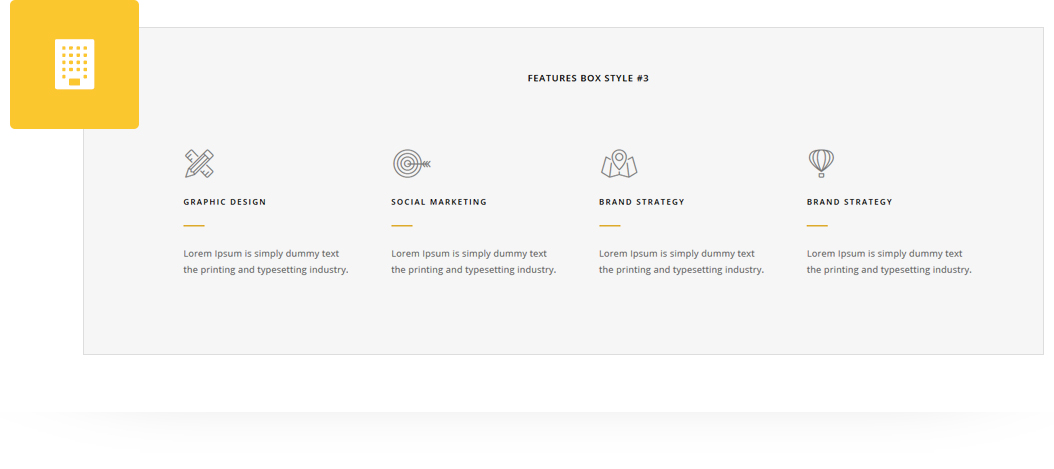 FEATURES BOX STYLE #3
GRAPHIC DESIGN
Lorem Ipsum is simply dummy text
the printing and typesetting industry.
SOCIAL MARKETING
Lorem Ipsum is simply dummy text
the printing and typesetting industry.
BRAND STRATEGY
Lorem Ipsum is simply dummy text
the printing and typesetting industry.
BRAND STRATEGY
Lorem Ipsum is simply dummy text
the printing and typesetting industry.